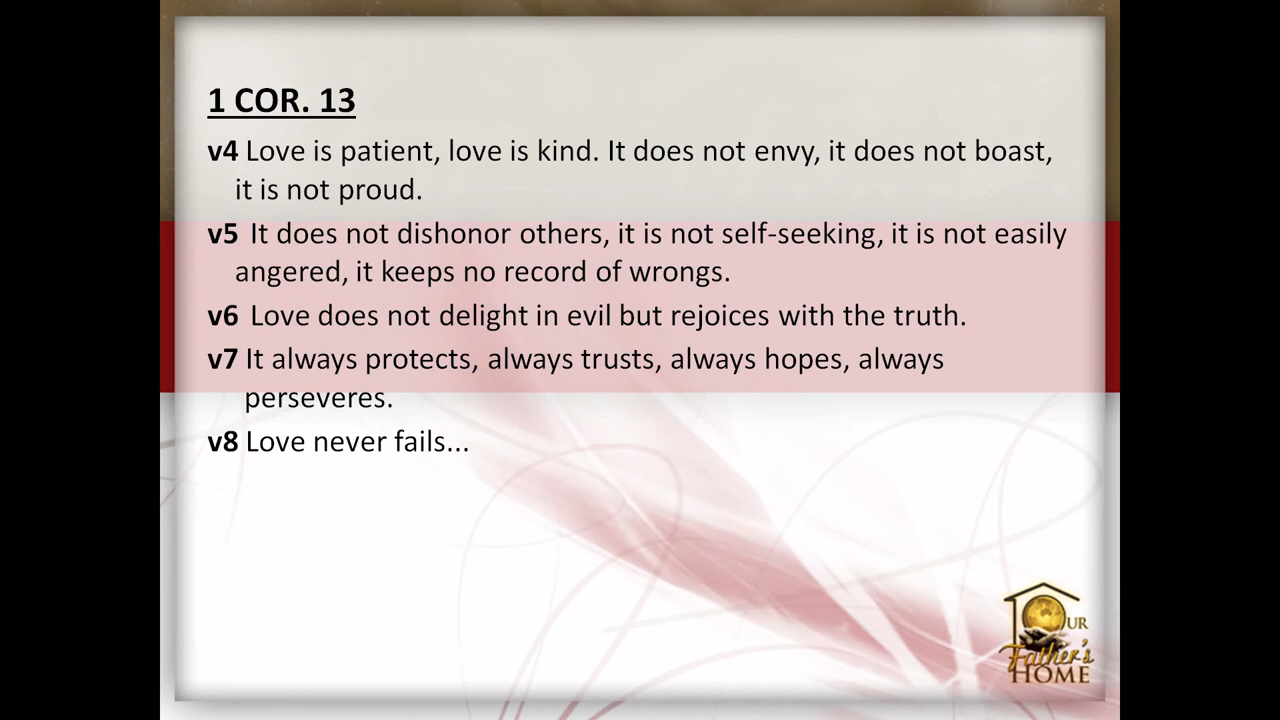 1 COR. 13
v4 Love is patient, love is kind. It does not envy, it does not boast,
it is not proud.
v5 It does not dishonor others, it is not self-seeking, it is not easily
angered, it keeps no record of wrongs.
v6 Love does not delight in evil but rejoices with the truth.
v7 It always protects, always trusts, always hopes, always
perseveres.
v8 Love never fails...
OUR
Father's
HOME